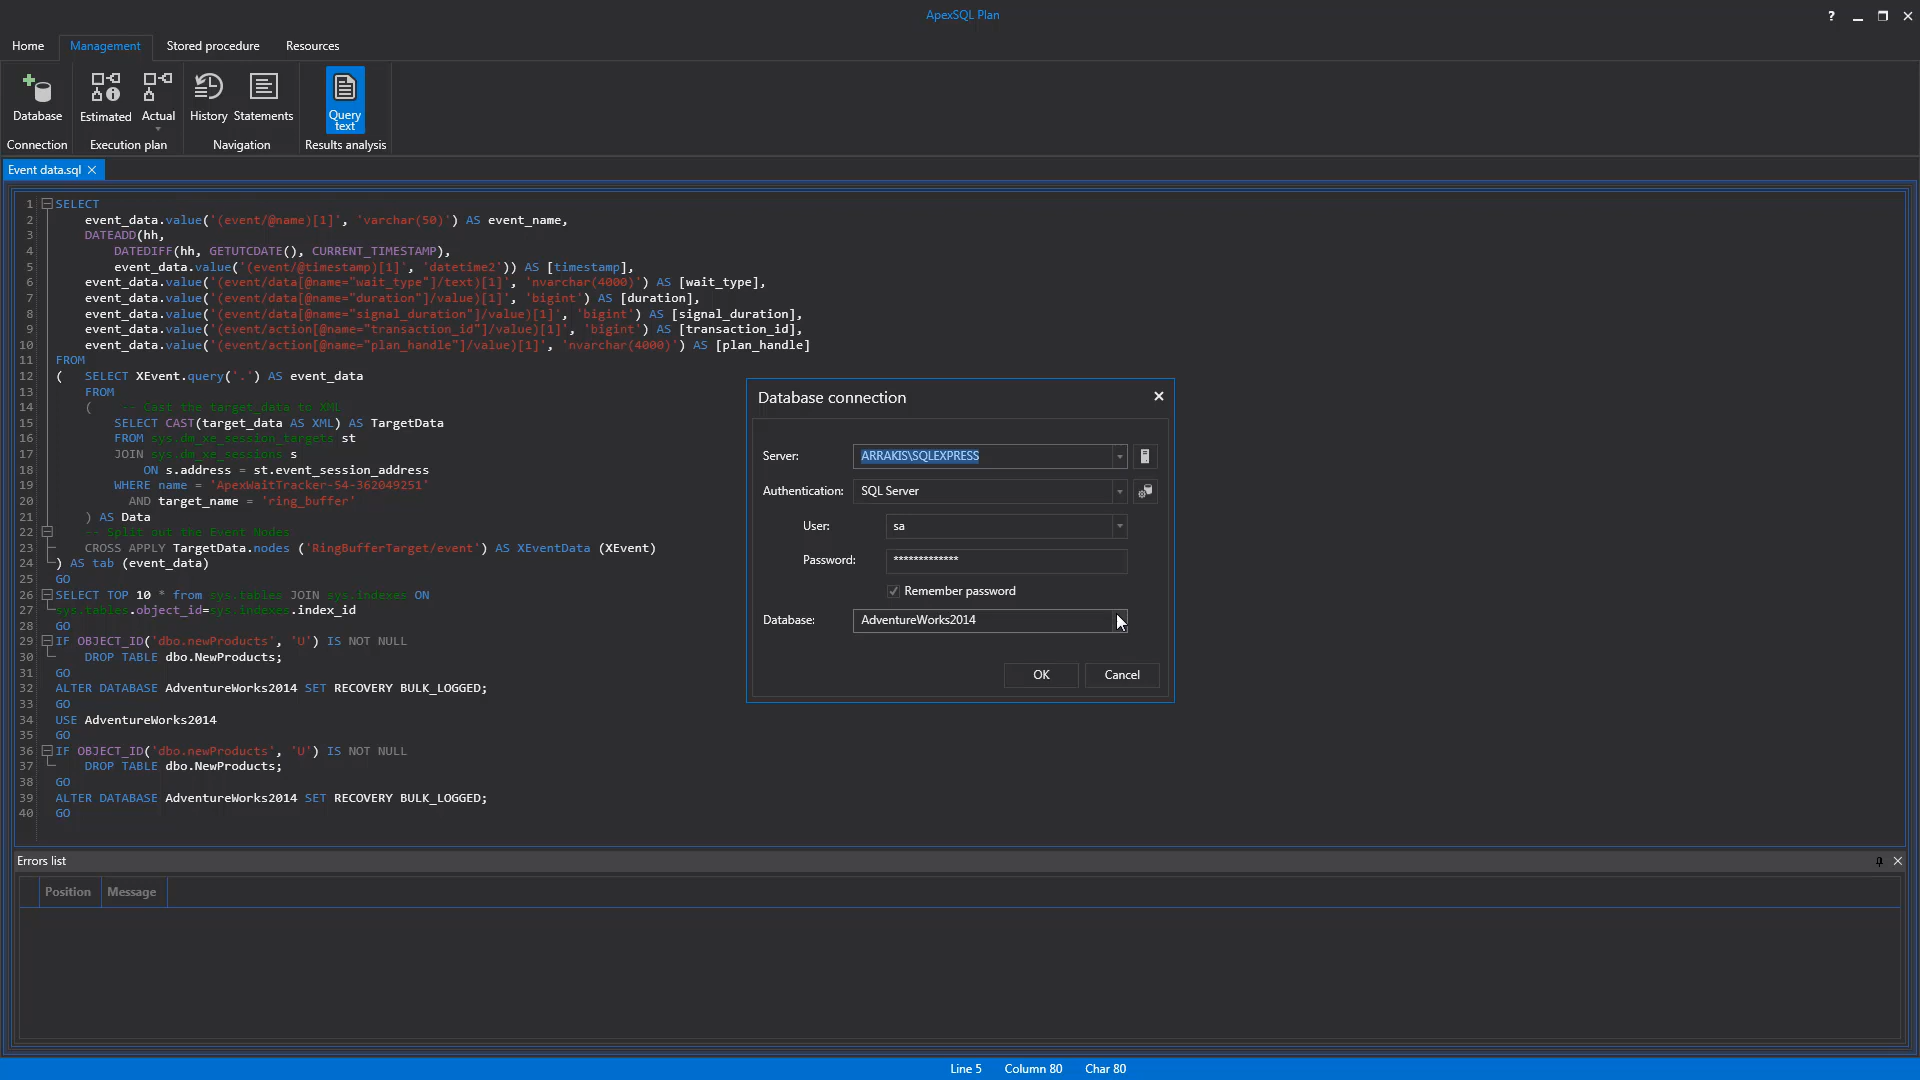 ApexSQL Plan
?
Home Management Stored procedure Resources
Database Estimated Actual History Statements Query text
Connection Execution plan Navigation Results analysis
Event data.sql
1 SELECT
2 event_data.value('(event/@name)[1]', 'varchar(50)') AS event_name,
3 DATEADD(hh,
4 DATEDIFF(hh, GETUTCDATE(), CURRENT_TIMESTAMP),
5 event_data.value('(event/@timestamp)[1]', 'datetime2')) AS [timestamp],
6 event_data.value('(event/data[@name="wait_type"]/text)[1]', 'nvarchar(4000)') AS [wait_type],
7 event_data.value('(event/data[@name="duration"]/value)[1]', 'bigint') AS [duration],
8 event_data.value('(event/data[@name="signal_duration"]/value)[1]', 'bigint') AS [signal_duration],
9 event_data.value('(event/action[@name="transaction_id"]/value)[1]', 'bigint') AS [transaction_id],
10 event_data.value('(event/action[@name="plan_handle"]/value)[1]', 'nvarchar(4000)') AS [plan_handle]
11 FROM
12 ( SELECT XEvent.query('.') AS event_data
13 FROM
14 ( -- Cast the target_data to XML
15 SELECT CAST(target_data AS XML) AS TargetData
16 FROM sys.dm_xe_session_targets st
17 JOIN sys.dm_xe_sessions s
18 ON s.address = st.event_session_address
19 WHERE name = 'ApexWaitTracker-54-362049251'
20 AND target_name = 'ring_buffer'
21 ) AS Data
22 -- Split out the Event Nodes
23 CROSS APPLY TargetData.nodes ('RingBufferTarget/event') AS XEventData (XEvent)
24 ) AS tab (event_data)
25 GO
26 SELECT TOP 10 * from sys.tables JOIN sys.indexes ON
27 sys.tables.object_id=sys.indexes.index_id
28 GO
29 IF OBJECT_ID('dbo.newProducts', 'U') IS NOT NULL
30 DROP TABLE dbo.NewProducts;
31 GO
32 ALTER DATABASE AdventureWorks2014 SET RECOVERY BULK_LOGGED;
33 GO
34 USE AdventureWorks2014
35 GO
36 IF OBJECT_ID('dbo.newProducts', 'U') IS NOT NULL
37 DROP TABLE dbo.NewProducts;
38 GO
39 ALTER DATABASE AdventureWorks2014 SET RECOVERY BULK_LOGGED;
40 GO
Database connection
Server: ARRAKIS\SQLEXPRESS
Authentication: SQL Server
User: sa
Password: *************
Remember password
Database: AdventureWorks2014
OK Cancel
Errors list
Position Message
Line 5 Column 80 Char 80